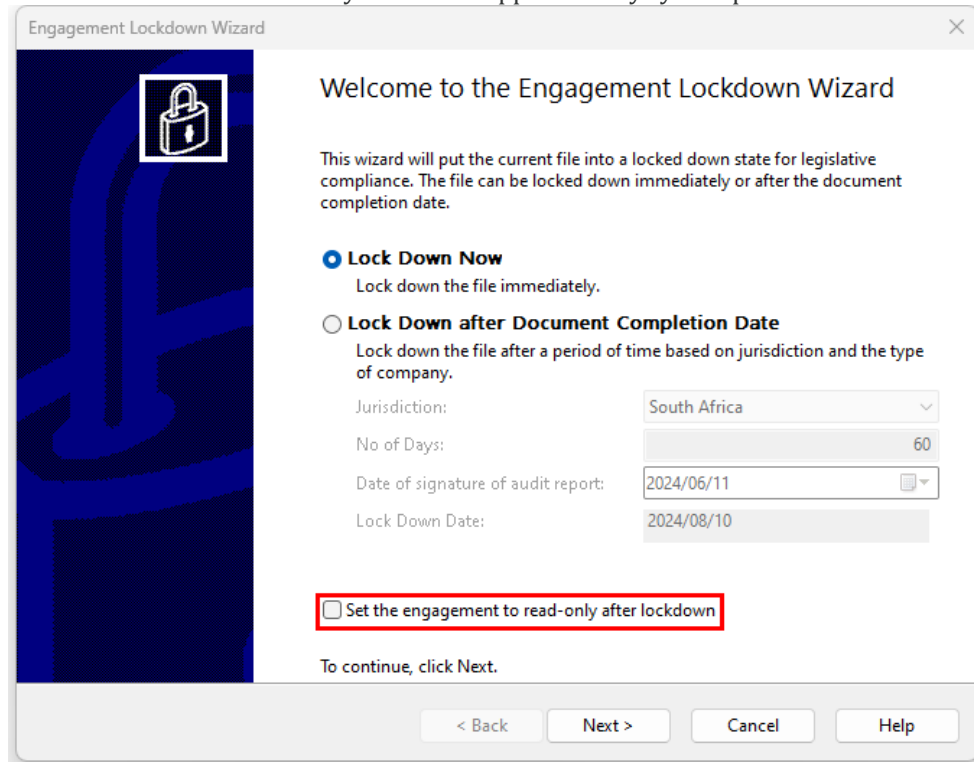 Engagement Lockdown Wizard
Welcome to the Engagement Lockdown Wizard
This wizard will put the current file into a locked down state for legislative
compliance. The file can be locked down immediately or after the document
completion date.
Lock Down Now
Lock down the file immediately.
Lock Down after Document Completion Date
Lock down the file after a period of time based on jurisdiction and the type
of company.
Jurisdiction: South Africa
No of Days: 60
Date of signature of audit report: 2024/06/11
Lock Down Date: 2024/08/10
Set the engagement to read-only after lockdown
To continue, click Next.
< Back Next > Cancel Help